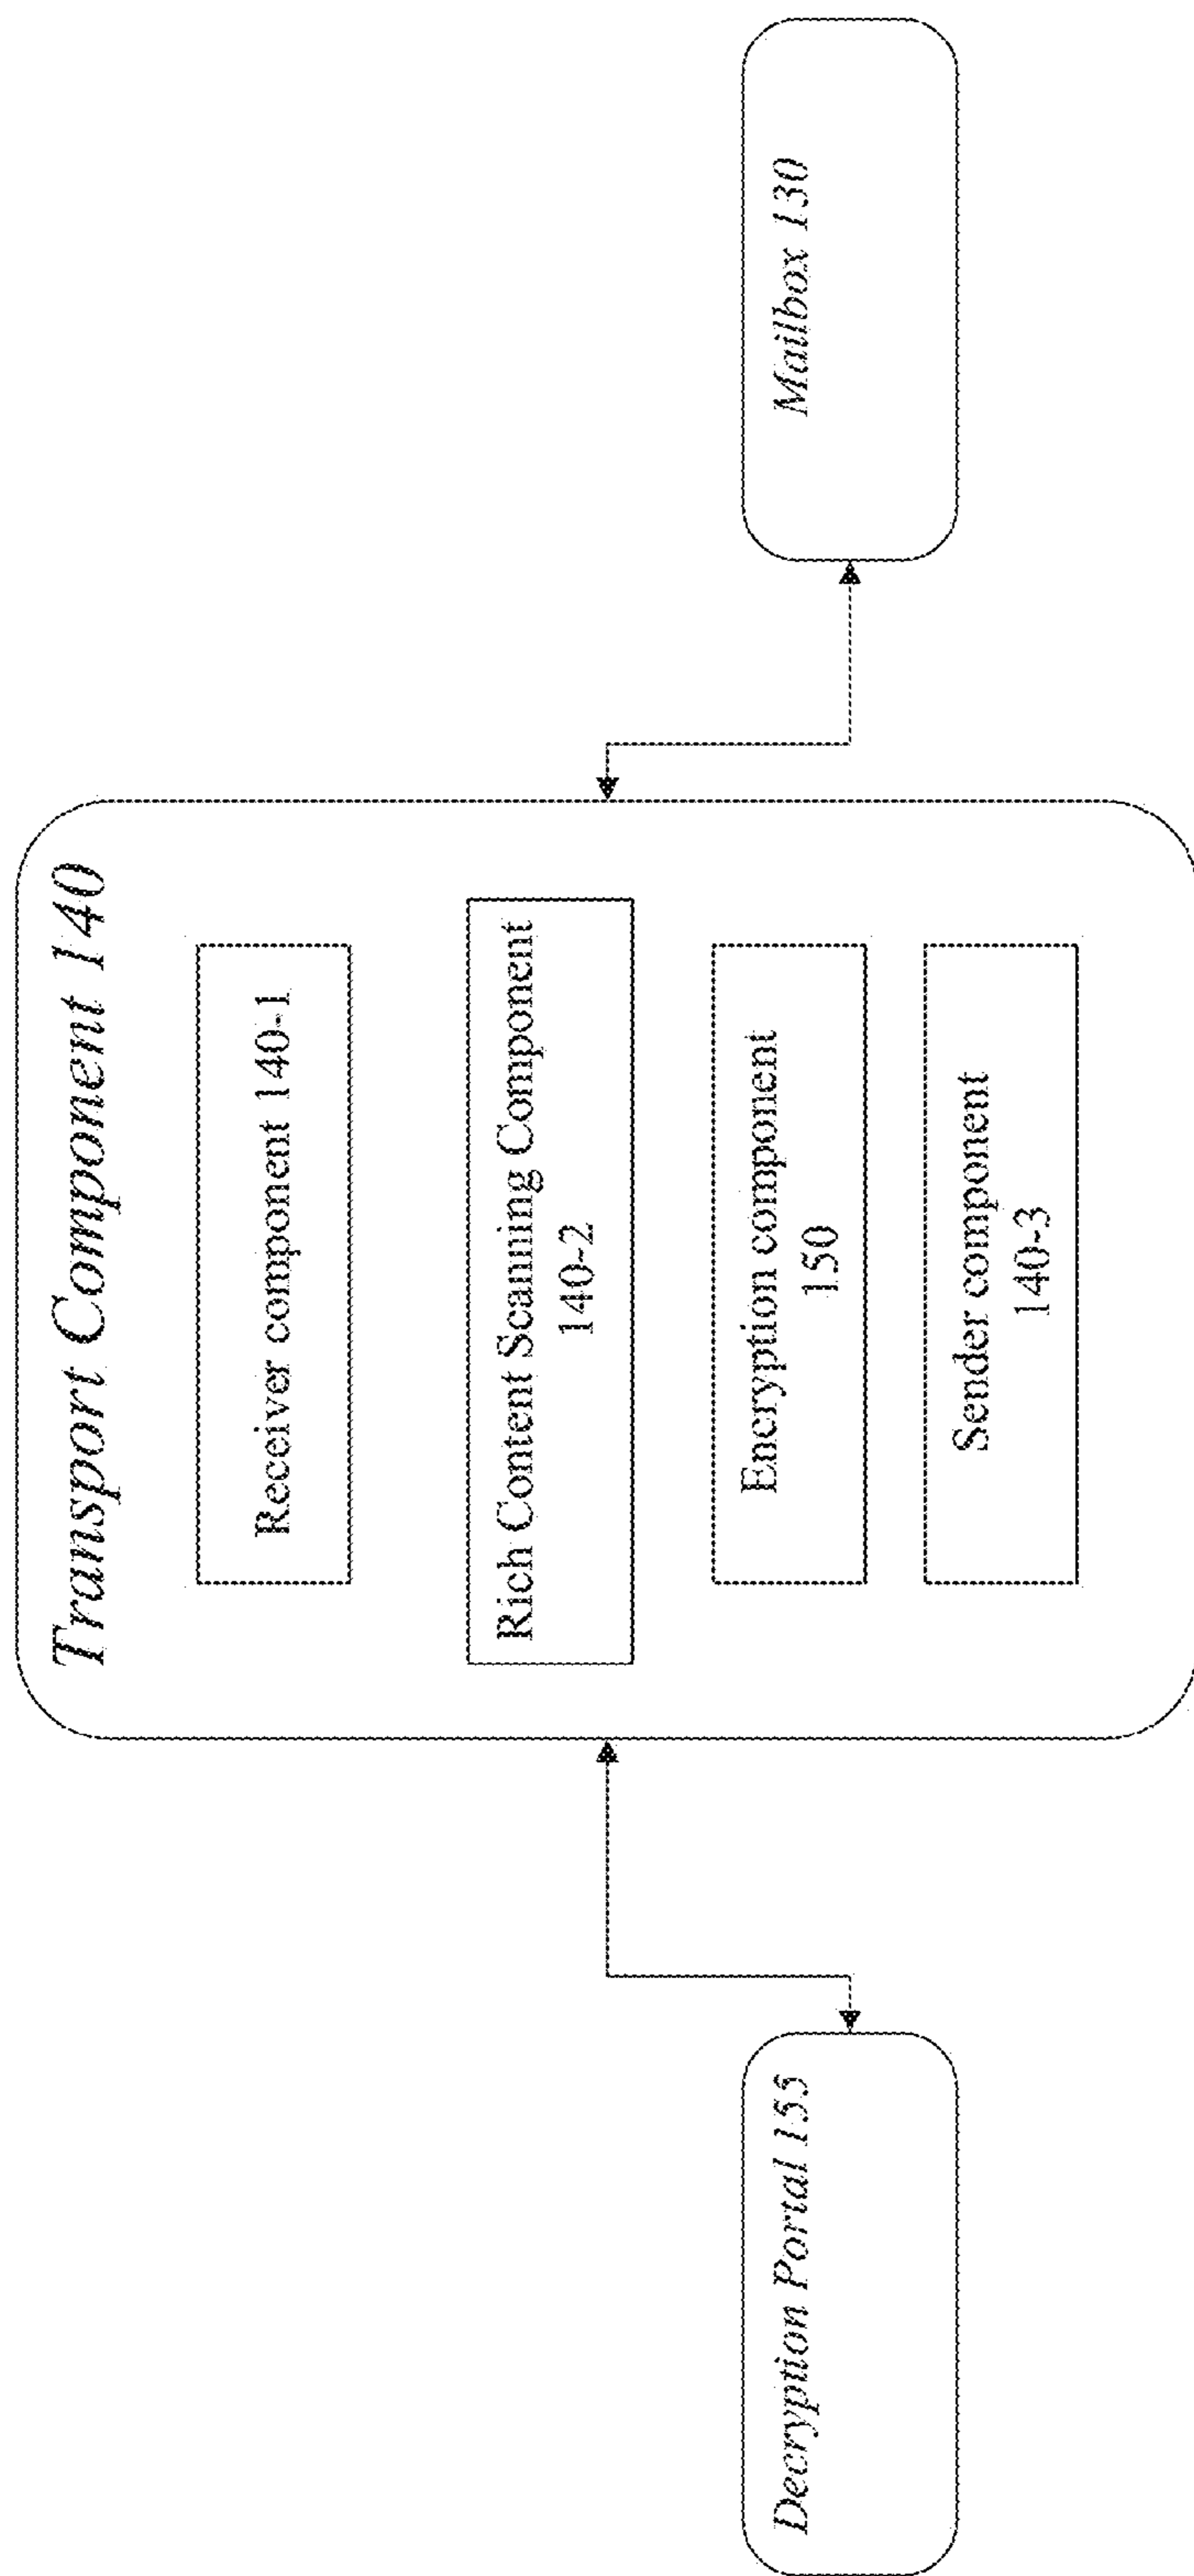 Transport Component 140
Receiver component 140-1
Rich Content Scanning Component
140-2
Encryption component
150
Sender component
140-3
Decryption Portal 155
Mailbox 130